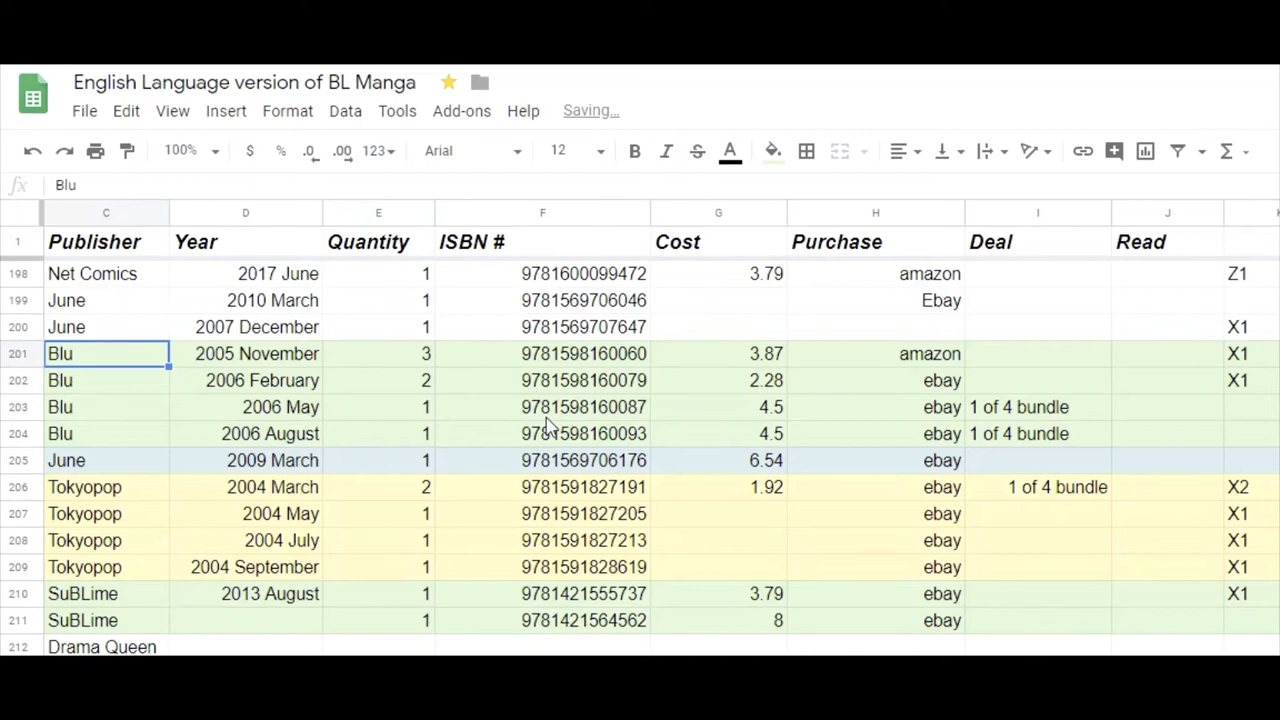 English Language version of BL Manga
File Edit View Insert Format Data Tools Add-ons Help Saving...
100% $ % .0 .00 123 Arial 12 B I S A Σ
fx Blu
C D E F G H I J K
1 Publisher Year Quantity ISBN # Cost Purchase Deal Read
198 Net Comics 2017 June 1 9781600099472 3.79 amazon Z1
199 June 2010 March 1 9781569706046 Ebay
200 June 2007 December 1 9781569707647 X1
201 Blu 2005 November 3 9781598160060 3.87 amazon X1
202 Blu 2006 February 2 9781598160079 2.28 ebay X1
203 Blu 2006 May 1 9781598160087 4.5 ebay 1 of 4 bundle
204 Blu 2006 August 1 9781598160093 4.5 ebay 1 of 4 bundle
205 June 2009 March 1 9781569706176 6.54 ebay
206 Tokyopop 2004 March 2 9781591827191 1.92 ebay 1 of 4 bundle X2
207 Tokyopop 2004 May 1 9781591827205 ebay X1
208 Tokyopop 2004 July 1 9781591827213 ebay X1
209 Tokyopop 2004 September 1 9781591828619 ebay X1
210 SuBLime 2013 August 1 9781421555737 3.79 ebay X1
211 SuBLime 1 9781421564562 8 ebay
212 Drama Queen